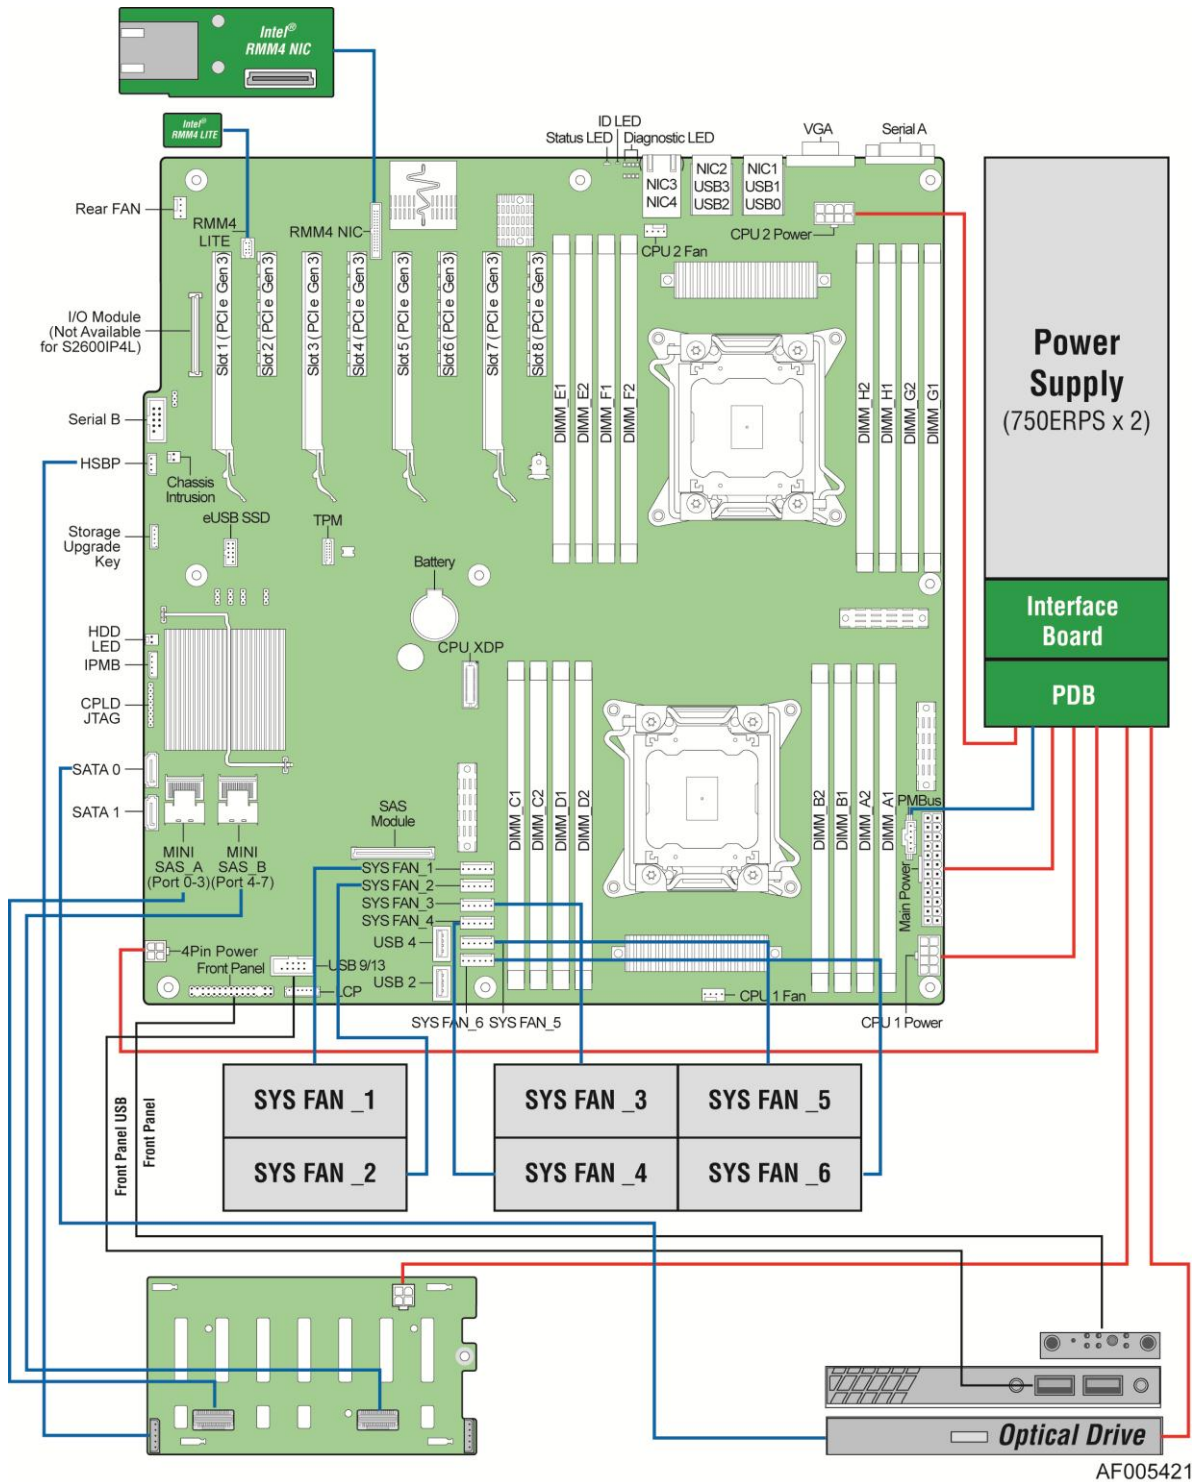 Intel®
RMM4 NIC
Intel®
RMM4 LITE
ID LED
Status LED
Diagnostic LED
VGA
Serial A
NIC3
NIC4
NIC2
USB3
USB2
NIC1
USB1
USB0
Rear FAN
RMM4
LITE
RMM4 NIC
CPU 2 Fan
CPU 2 Power
I/O Module
(Not Available
for S2600IP4L)
Slot 1 ( PCI e Gen 3)
Slot 2 ( PCI e Gen 3)
Slot 3 ( PCI e Gen 3)
Slot 4 ( PCI e Gen 3)
Slot 5 ( PCI e Gen 3)
Slot 6 ( PCI e Gen 3)
Slot 7 ( PCI e Gen 3)
Slot 8 ( PCI e Gen 3)
DIMM_E1
DIMM_E2
DIMM_F1
DIMM_F2
DIMM_H2
DIMM_H1
DIMM_G2
DIMM_G1
Power
Supply
(750ERPS x 2)
Serial B
HSBP
Chassis
Intrusion
Storage
Upgrade
Key
eUSB SSD
TPM
Battery
Interface
Board
HDD
LED
IPMB
CPU XDP
PDB
CPLD
JTAG
SATA 0
SATA 1
MINI
SAS_A
(Port 0-3)
MINI
SAS_B
(Port 4-7)
SAS
Module
DIMM_C1
DIMM_C2
DIMM_D1
DIMM_D2
DIMM_B2
DIMM_B1
DIMM_A2
DIMM_A1
PMBus
Main Power
SYS FAN_1
SYS FAN_2
SYS FAN_3
SYS FAN_4
USB 4
4Pin Power
Front Panel
USB 9/13
USB 2
LCP
SYS FAN_6
SYS FAN_5
CPU 1 Fan
CPU 1 Power
Front Panel USB
Front Panel
SYS FAN _1
SYS FAN _2
SYS FAN _3
SYS FAN _5
SYS FAN _4
SYS FAN _6
Optical Drive
AF005421